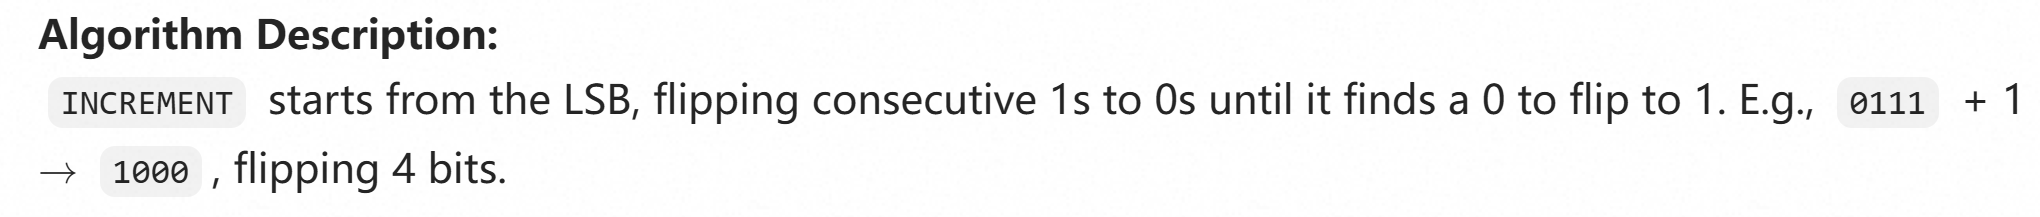 Algorithm Description:
INCREMENT starts from the LSB, flipping consecutive 1s to 0s until it finds a 0 to flip to 1. E.g., 0111 + 1
→ 1000 , flipping 4 bits.